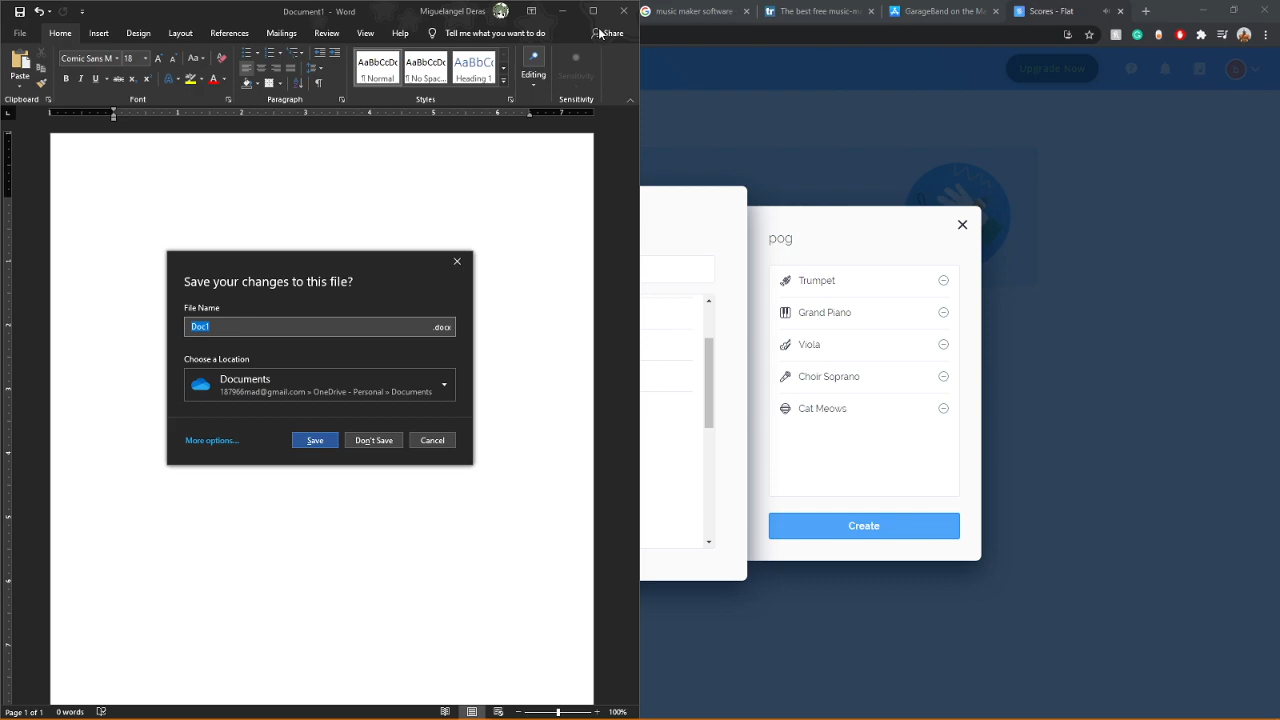 Document1 - Word
Miguelangel Deras
File
Home
Insert
Design
Layout
References
Mailings
Review
View
Help
Tell me what you want to do
Share
Paste
Comic Sans M
18
AaBbCcDc
¶ Normal
AaBbCcDc
¶ No Spac...
AaBbCc
Heading 1
Editing
Sensitivity
Clipboard
Font
Paragraph
Styles
Sensitivity
Save your changes to this file?
File Name
Doc1
.docx
Choose a Location
Documents
187966mad@gmail.com » OneDrive - Personal » Documents
More options...
Save
Don't Save
Cancel
Page 1 of 1
0 words
100%
music maker software
The best free music-m
GarageBand on the Ma
Scores - Flat
Upgrade Now
pog
Trumpet
Grand Piano
Viola
Choir Soprano
Cat Meows
Create